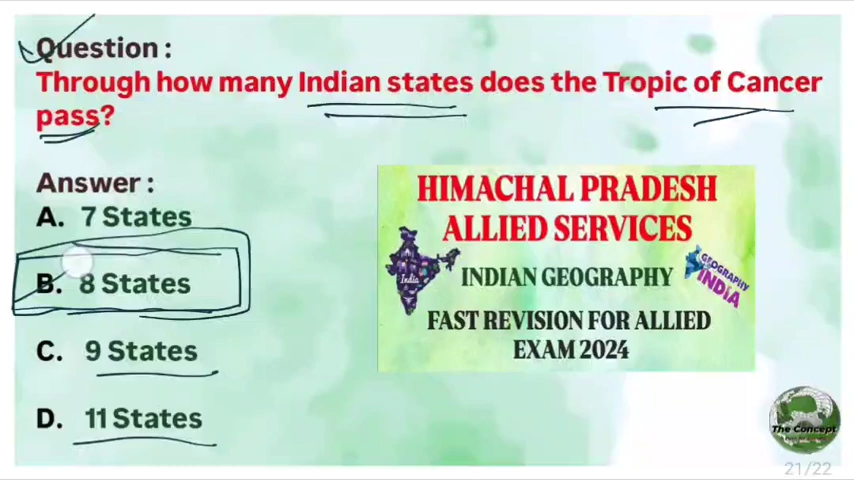 Question :
Through how many Indian states does the Tropic of Cancer
pass?
Answer :
A. 7 States
B. 8 States
C. 9 States
D. 11 States
HIMACHAL PRADESH
ALLIED SERVICES
India
INDIAN GEOGRAPHY
GEOGRAPHY
INDIA
FAST REVISION FOR ALLIED
EXAM 2024
The Concept
21/22